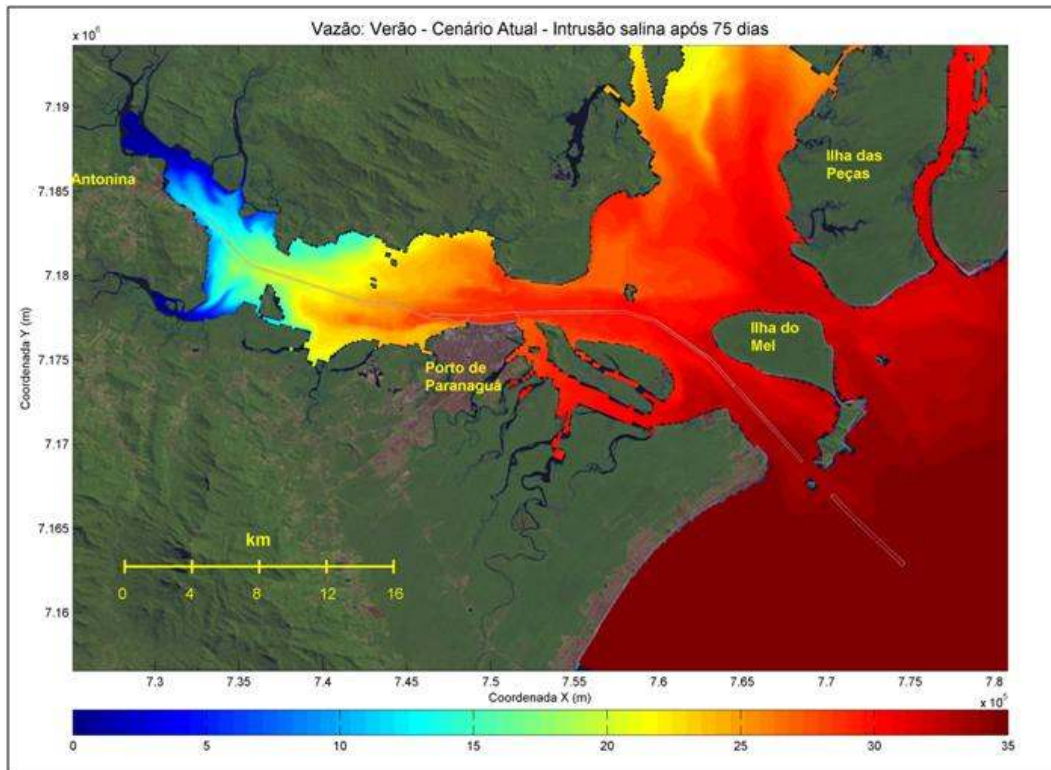 Vazão: Verão - Cenário Atual - Intrusão salina após 75 dias
x 10⁶
7.19
7.185
7.18
7.175
7.17
7.165
7.16
Coordenada Y (m)
Antonina
Ilha das
Peças
Ilha do
Mel
Porto de
Paranaguá
km
0 4 8 12 16
7.3 7.35 7.4 7.45 7.5 7.55 7.6 7.65 7.7 7.75 7.8
Coordenada X (m)
x 10⁵
0 5 10 15 20 25 30 35